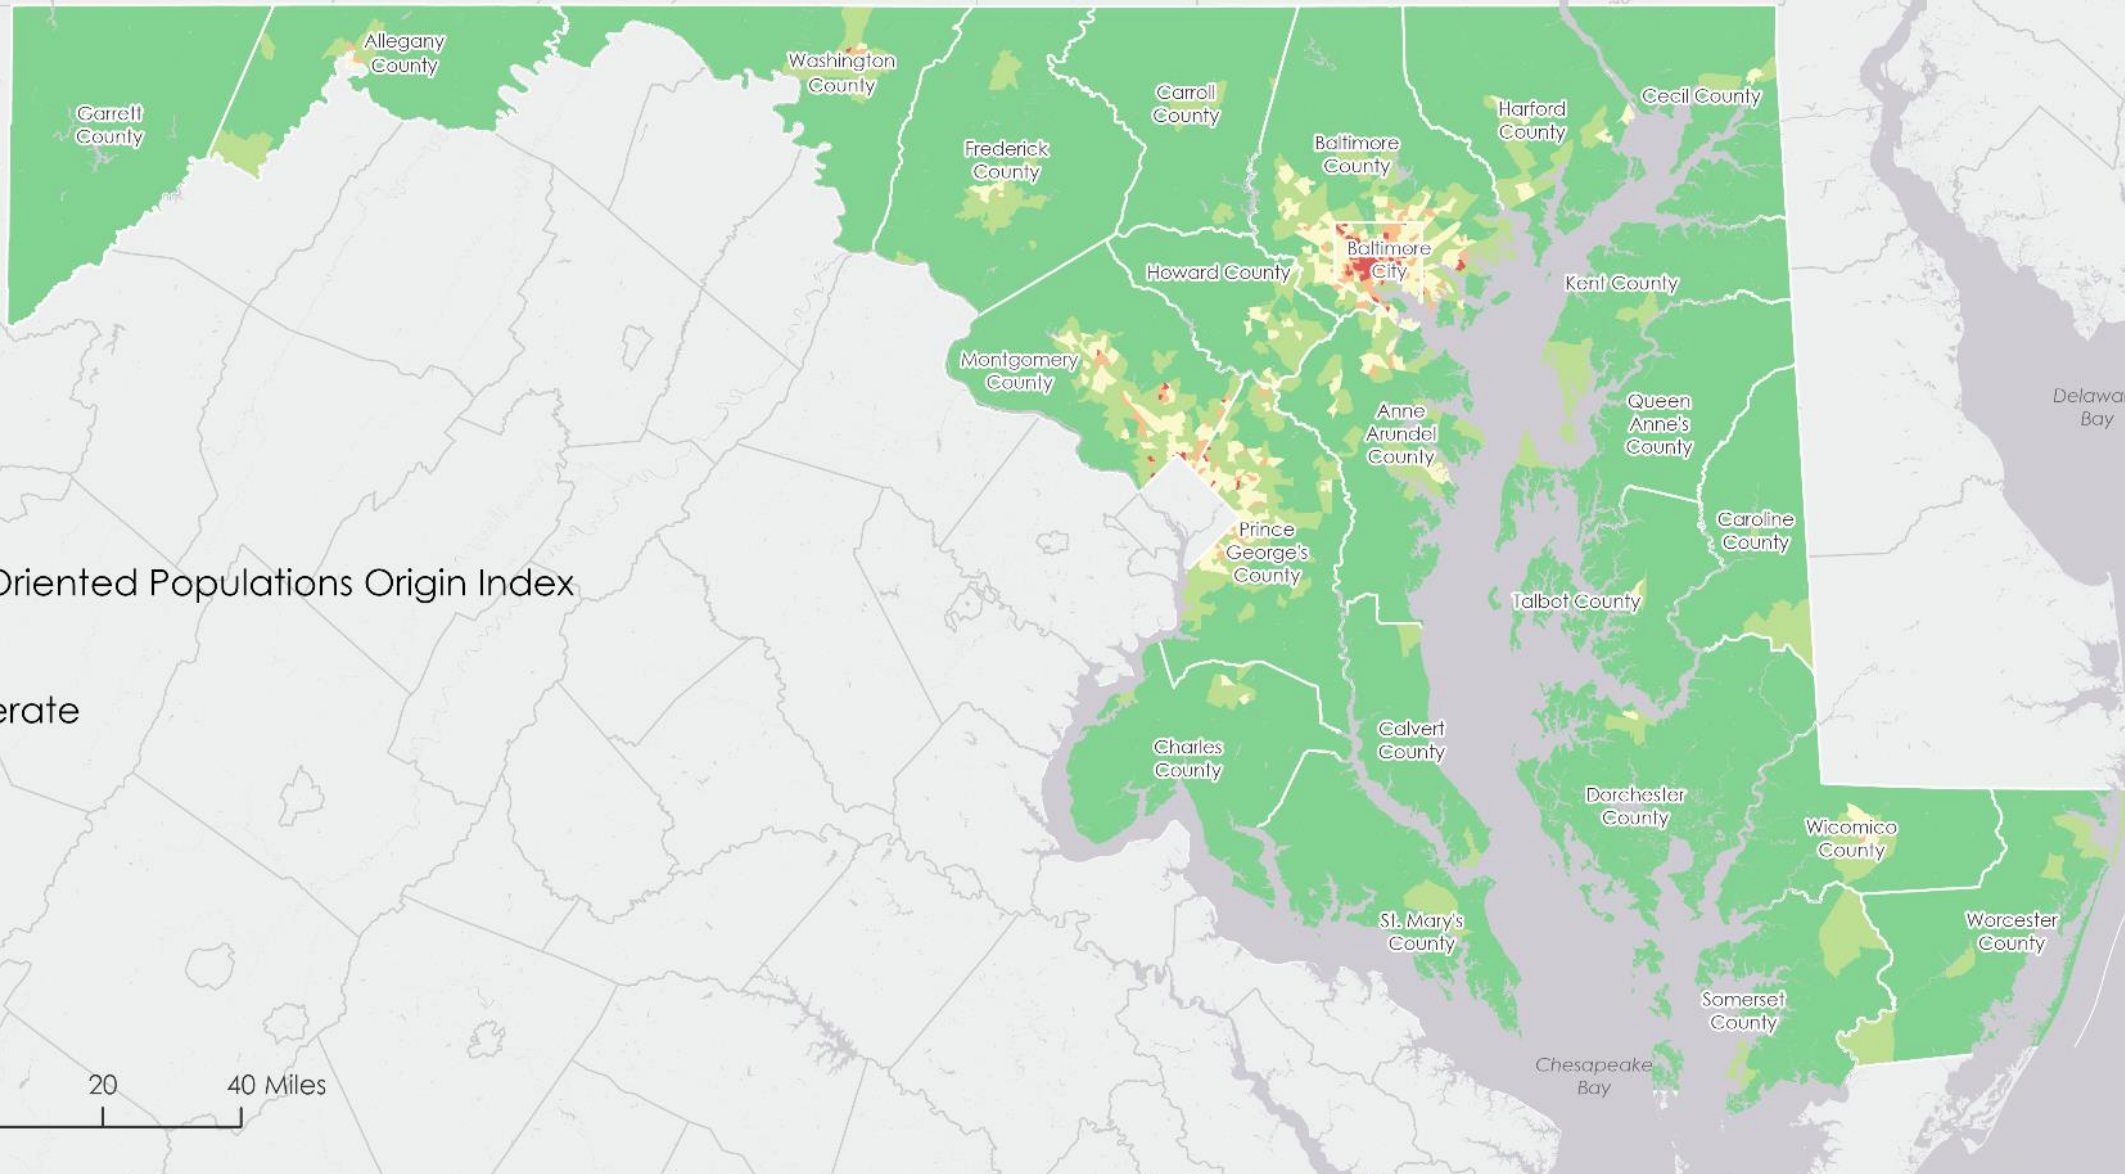 Allegany
County
Washington
County
Garrett
County
Carroll
County
Cecil County
Harford
County
Frederick
County
Baltimore
County
Baltimore
City
Howard County
Kent County
Montgomery
County
Anne
Arundel
County
Queen
Anne's
County
Delawa
Bay
Prince
George's
County
Caroline
County
Oriented Populations Origin Index
Talbot County
erate
Charles
County
Calvert
County
Dorchester
County
Wicomico
County
St. Mary's
County
Worcester
County
Somerset
County
Chesapeake
Bay
20 40 Miles